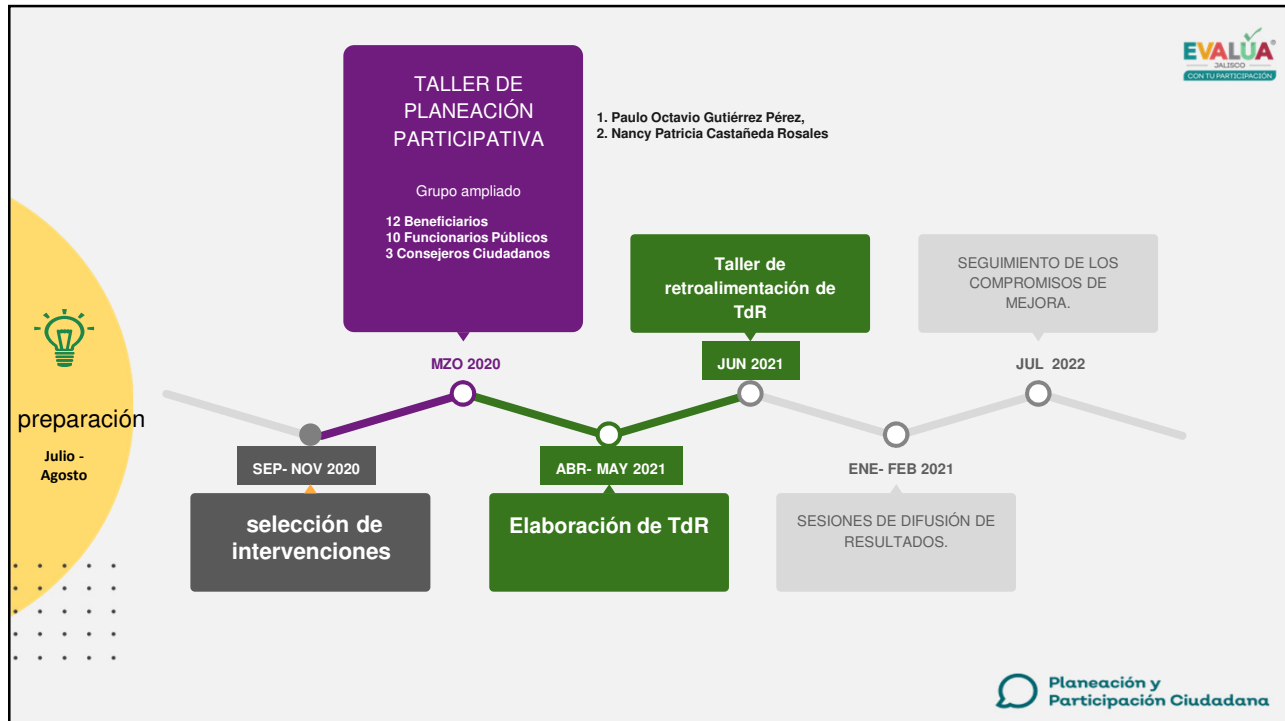 EVALÚA
JALISCO
CON TU PARTICIPACIÓN
TALLER DE
PLANEACIÓN
PARTICIPATIVA
Grupo ampliado
12 Beneficiarios
10 Funcionarios Públicos
3 Consejeros Ciudadanos
1. Paulo Octavio Gutiérrez Pérez,
2. Nancy Patricia Castañeda Rosales
Taller de
retroalimentación de
TdR
SEGUIMIENTO DE LOS
COMPROMISOS DE
MEJORA.
MZO 2020
JUN 2021
JUL 2022
preparación
Julio -
Agosto
SEP- NOV 2020
ABR- MAY 2021
ENE- FEB 2021
selección de
intervenciones
Elaboración de TdR
SESIONES DE DIFUSIÓN DE
RESULTADOS.
Planeación y
Participación Ciudadana